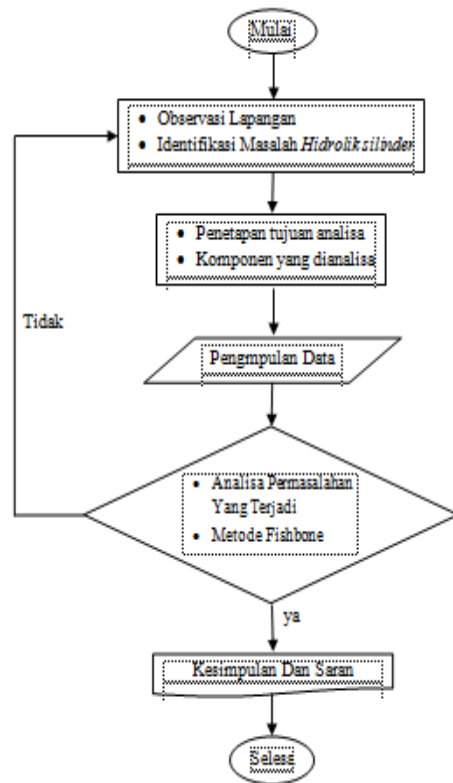 Mulai
• Observasi Lapangan
• Identifikasi Masalah Hidrolik silinder
• Penetapan tujuan analisa
• Komponen yang dianalisa
Tidak
Pengmpulan Data
• Analisa Permasalahan
Yang Terjadi
• Metode Fishbone
ya
Kesimpulan Dan Saran
Selesai